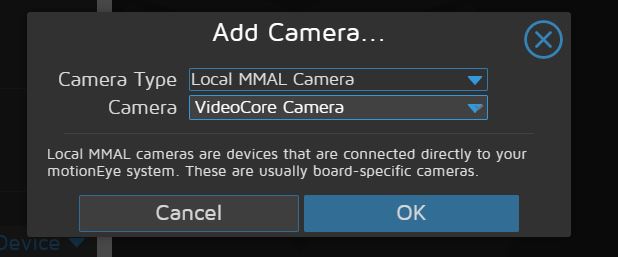 Add Camera...
Camera Type Local MMAL Camera
Camera VideoCore Camera
Local MMAL cameras are devices that are connected directly to your
motionEye system. These are usually board-specific cameras.
Cancel OK
Device